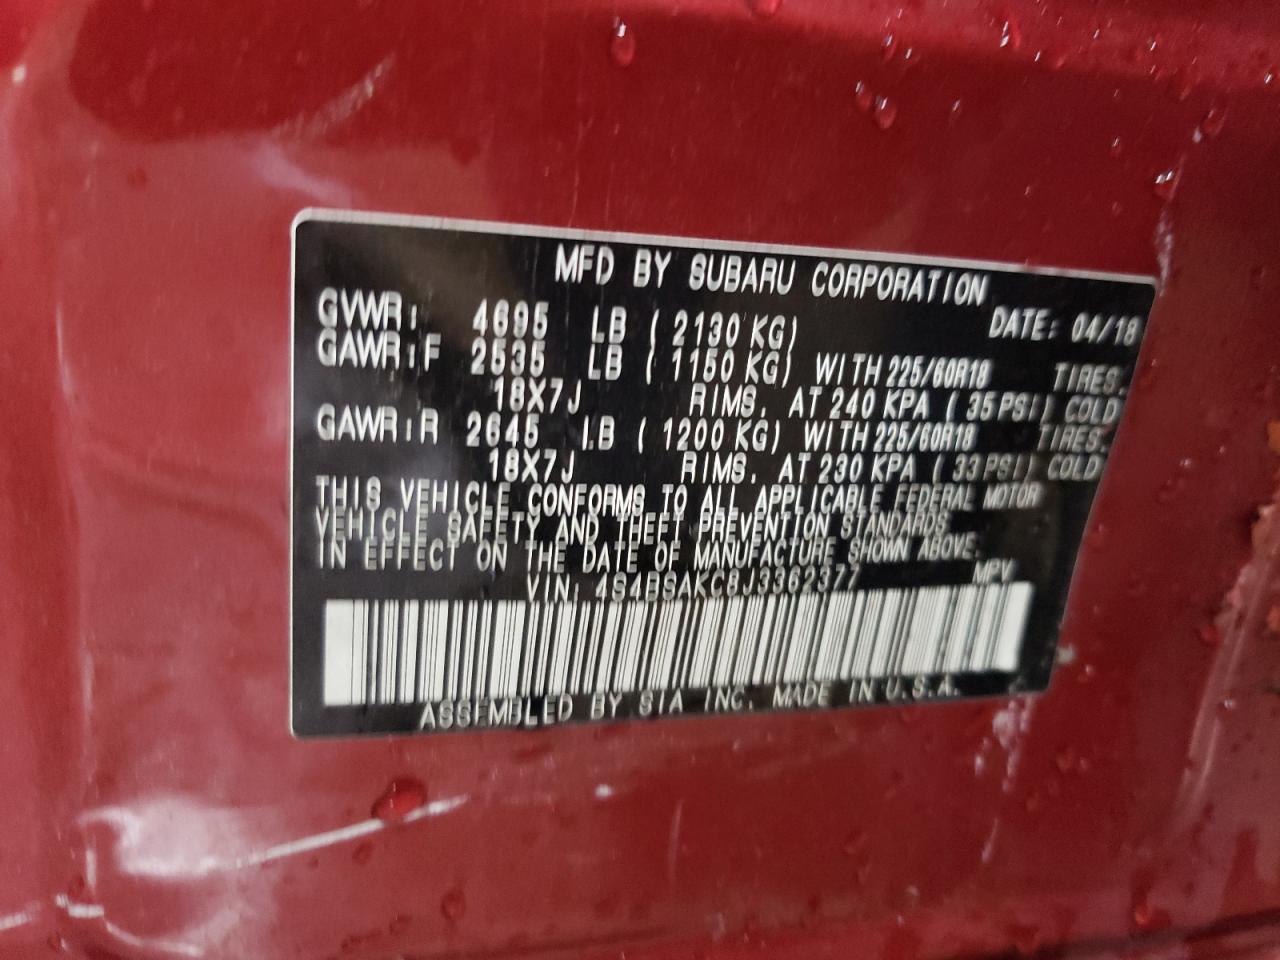 MFD BY SUBARU CORPORATION
GVWR: 4695 LB ( 2130 KG) DATE: 04/18
GAWR:F 2535 LB ( 1150 KG) WITH 225/60R18 TIRES.
18X7J RIMS. AT 240 KPA ( 35 PSI) COLD
GAWR:R 2645 LB ( 1200 KG) WITH 225/60R18 TIRES.
18X7J RIMS. AT 230 KPA ( 33 PSI) COLD
THIS VEHICLE CONFORMS TO ALL APPLICABLE FEDERAL MOTOR
VEHICLE SAFETY AND THEFT PREVENTION STANDARDS
IN EFFECT ON THE DATE OF MANUFACTURE SHOWN ABOVE.
VIN: 4S4BSAKC8J3362377 MPV
ASSEMBLED BY SIA INC. MADE IN U.S.A.